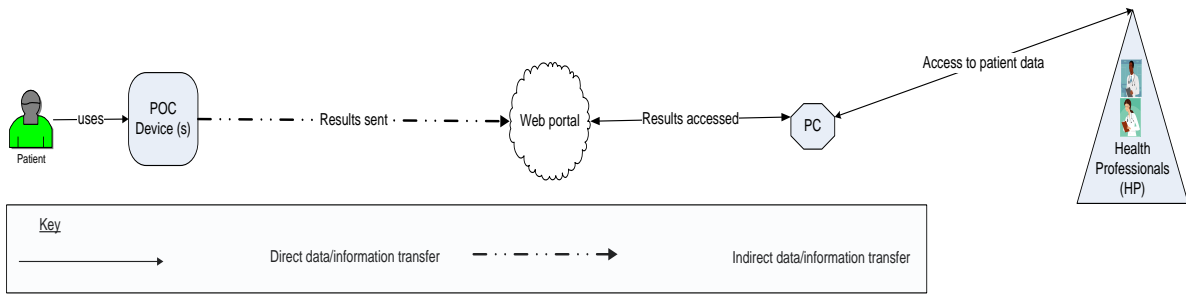 Access to patient data
uses
POC
Device (s)
Results sent
Web portal
Results accessed
PC
Patient
Health
Professionals
(HP)
Key
Direct data/information transfer
Indirect data/information transfer